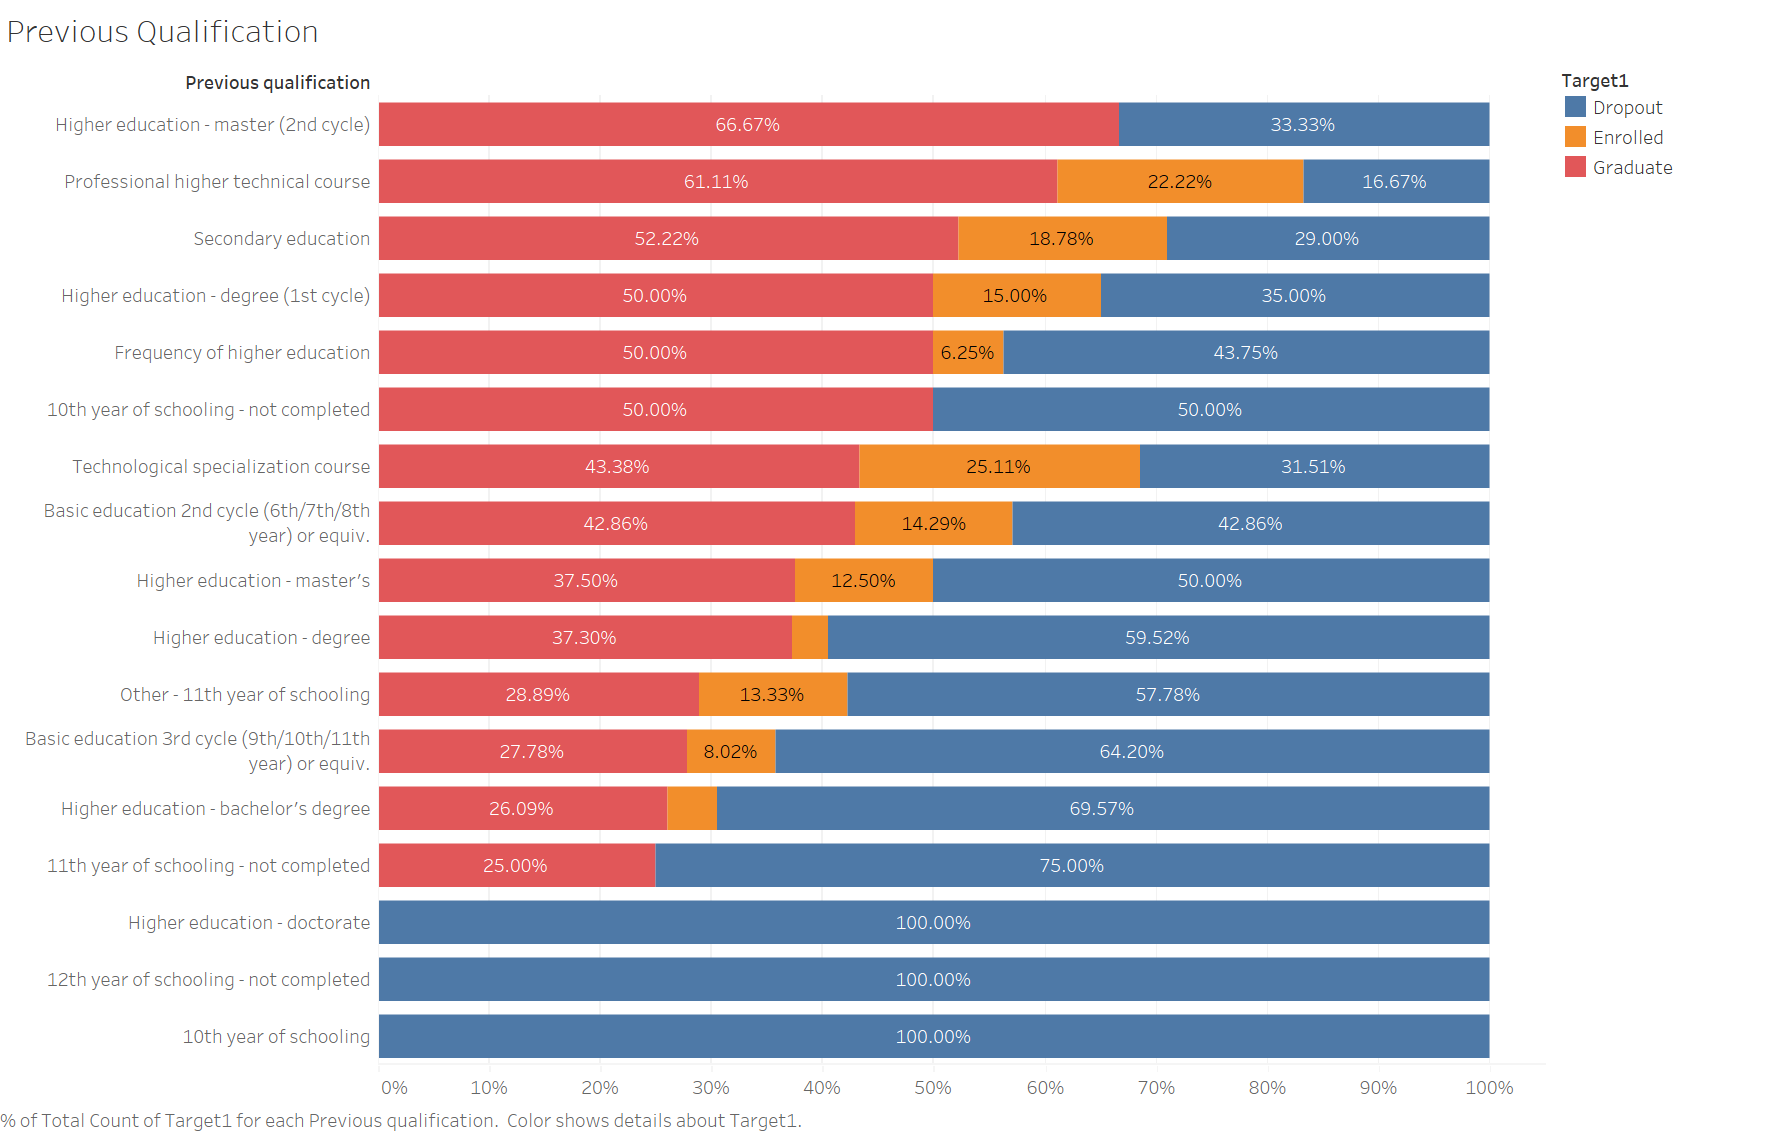 Previous Qualification
Previous qualification
Higher education - master (2nd cycle)
66.67%
33.33%
Professional higher technical course
61.11%
22.22%
16.67%
Secondary education
52.22%
18.78%
29.00%
Higher education - degree (1st cycle)
50.00%
15.00%
35.00%
Frequency of higher education
50.00%
6.25%
43.75%
10th year of schooling - not completed
50.00%
50.00%
Technological specialization course
43.38%
25.11%
31.51%
Basic education 2nd cycle (6th/7th/8th
year) or equiv.
42.86%
14.29%
42.86%
Higher education - master’s
37.50%
12.50%
50.00%
Higher education - degree
37.30%
59.52%
Other - 11th year of schooling
28.89%
13.33%
57.78%
Basic education 3rd cycle (9th/10th/11th
year) or equiv.
27.78%
8.02%
64.20%
Higher education - bachelor’s degree
26.09%
69.57%
11th year of schooling - not completed
25.00%
75.00%
Higher education - doctorate
100.00%
12th year of schooling - not completed
100.00%
10th year of schooling
100.00%
0% 10% 20% 30% 40% 50% 60% 70% 80% 90% 100%
% of Total Count of Target1 for each Previous qualification. Color shows details about Target1.
Target1
Dropout
Enrolled
Graduate